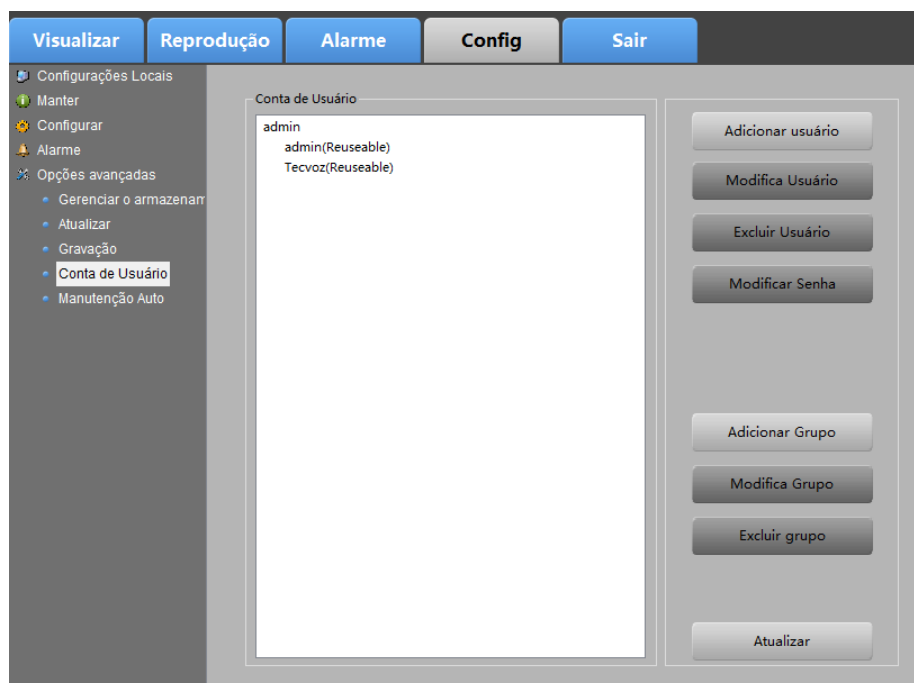 Visualizar
Reprodução
Alarme
Config
Sair
Configurações Locais
Manter
Configurar
Alarme
Opções avançadas
Gerenciar o armazenam
Atualizar
Gravação
Conta de Usuário
Manutenção Auto
Conta de Usuário
admin
admin(Reuseable)
Tecvoz(Reuseable)
Adicionar usuário
Modifica Usuário
Excluir Usuário
Modificar Senha
Adicionar Grupo
Modifica Grupo
Excluir grupo
Atualizar